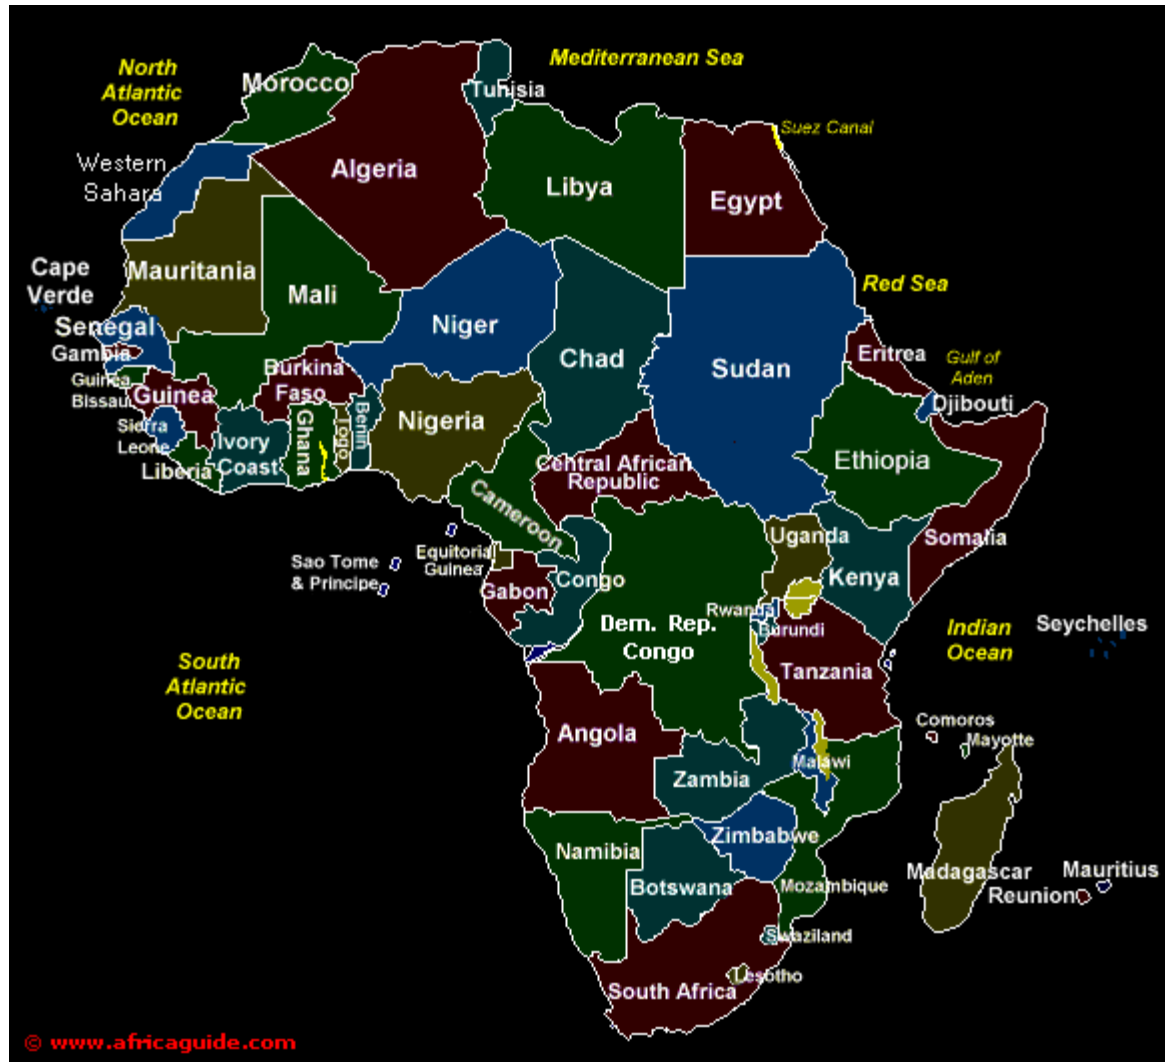 North
Atlantic
Ocean
Mediterranean Sea
Morocco
Tunisia
Suez Canal
Western
Sahara
Algeria
Libya
Egypt
Cape
Verde
Mauritania
Mali
Niger
Chad
Sudan
Red Sea
Senegal
Gambia
Guinea
Bissau
Guinea
Burkina
Faso
Eritrea
Gulf of
Aden
Djibouti
Sierra
Leone
Liberia
Ivory
Coast
Ghana
Togo
Benin
Nigeria
Ethiopia
Central African
Republic
Cameroon
Somalia
Uganda
Kenya
Equitoria
Guinea
Sao Tome
& Principe
Gabon
Congo
Rwanda
Burundi
Dem. Rep.
Congo
Tanzania
Indian
Ocean
Seychelles
South
Atlantic
Ocean
Angola
Zambia
Malawi
Comoros
Mayotte
Namibia
Zimbabwe
Botswana
Mozambique
Madagascar
Mauritius
Reunion
Swaziland
Lesotho
South Africa
© www.africaguide.com